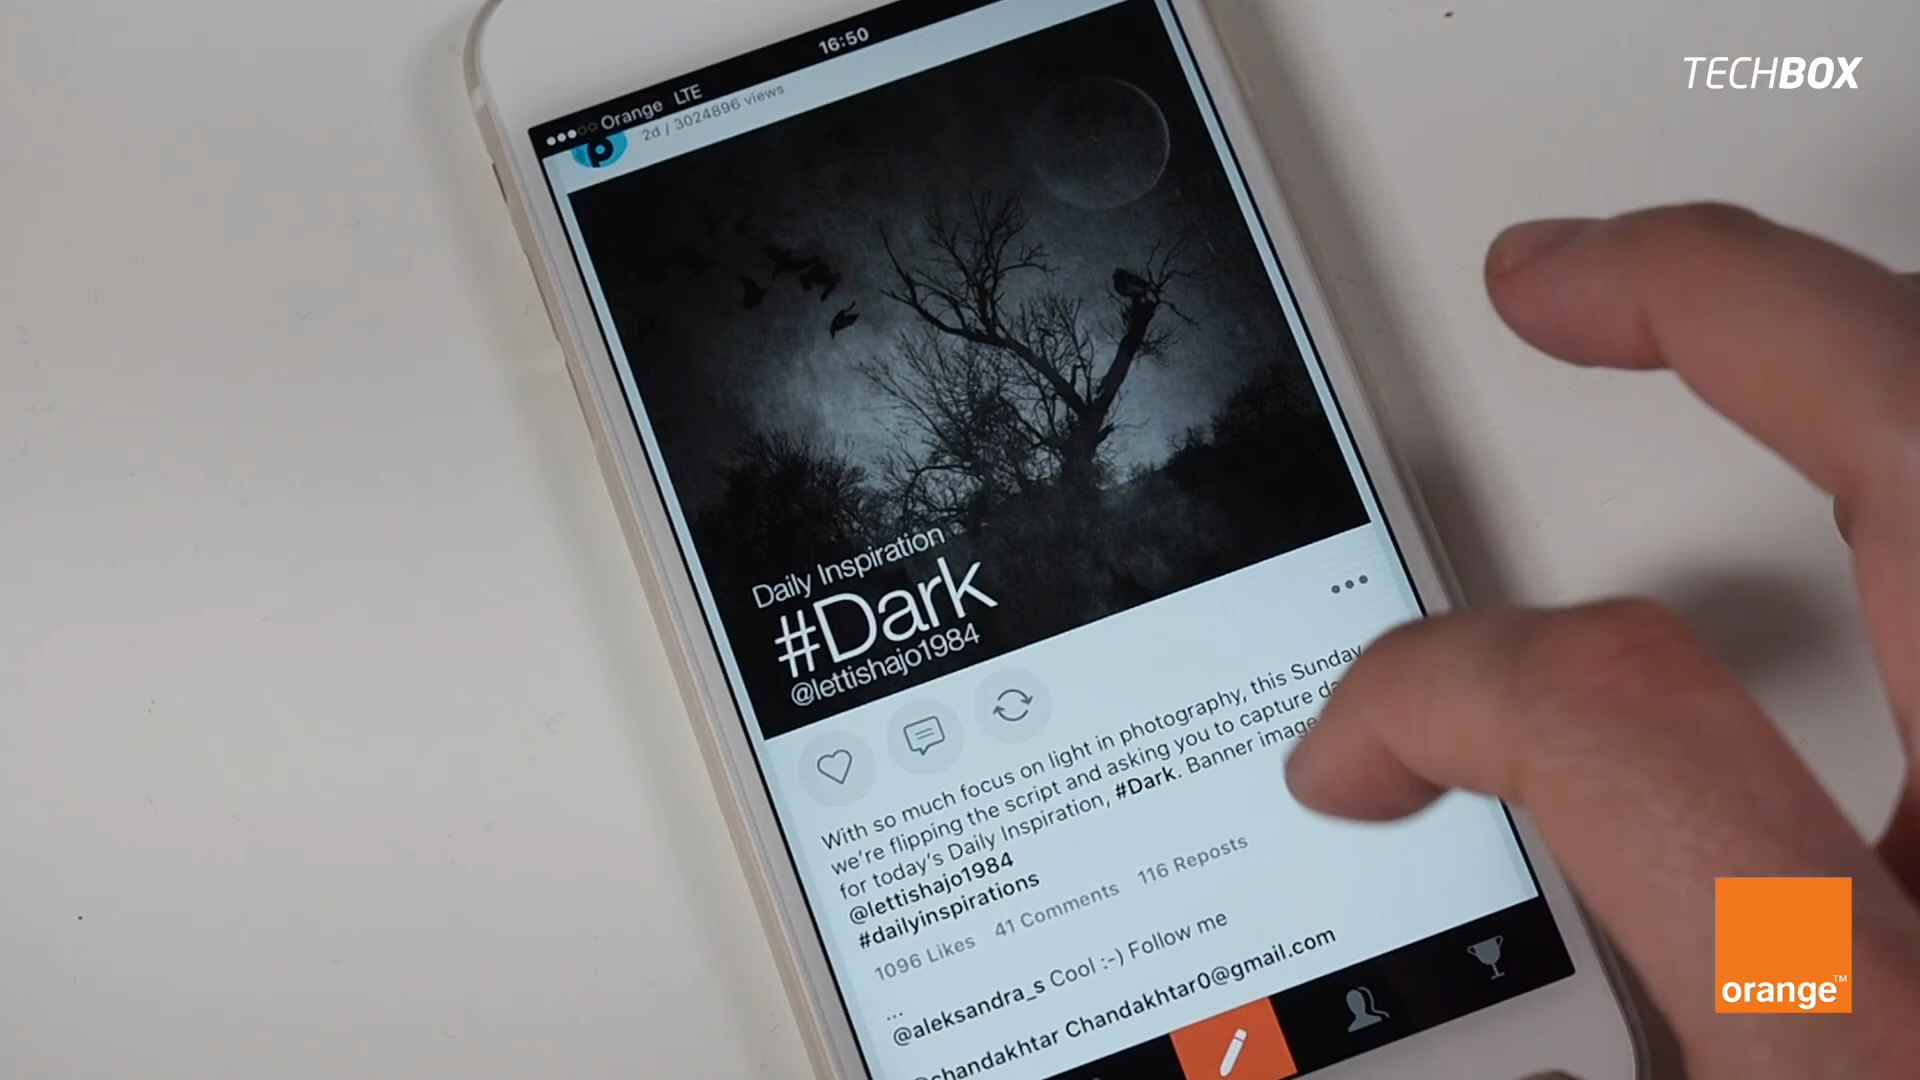 TECHBOX
16:50
Orange LTE
2d / 3024896 views
p
Daily Inspiration
#Dark
@lettishajo1984
With so much focus on light in photography, this Sunday
we're flipping the script and asking you to capture
for today's Daily Inspiration, #Dark. Banner image
@lettishajo1984
#dailyinspirations
1096 Likes 41 Comments 116 Reposts
...
@aleksandra_s Cool :-) Follow me
@chandakhtar Chandakhtar0@gmail.com
orange™